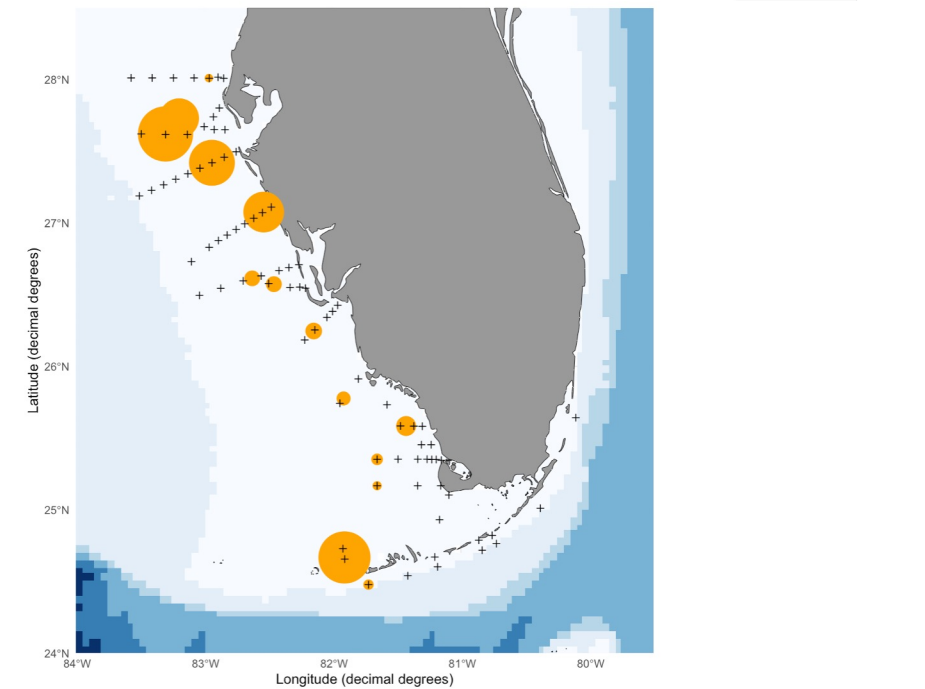 28°N
27°N
26°N
25°N
24°N
84°W 83°W 82°W 81°W 80°W
Longitude (decimal degrees)
Latitude (decimal degrees)